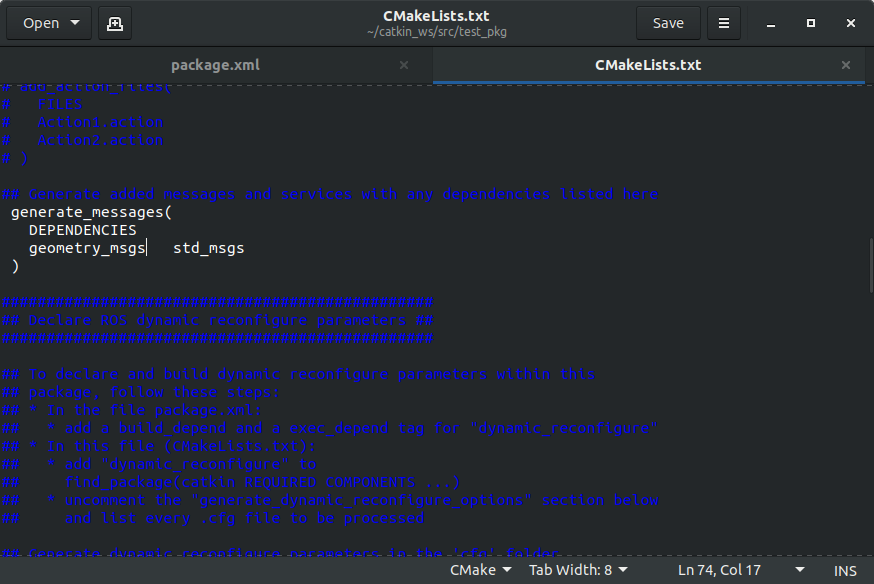 Open
CMakeLists.txt
~/catkin_ws/src/test_pkg
Save
package.xml
CMakeLists.txt
# add_action_files(
#   FILES
#   Action1.action
#   Action2.action
# )
## Generate added messages and services with any dependencies listed here
generate_messages(
DEPENDENCIES
geometry_msgs   std_msgs
)
################################################
## Declare ROS dynamic reconfigure parameters ##
################################################
## To declare and build dynamic reconfigure parameters within this
## package, follow these steps:
## * In the file package.xml:
##   * add a build_depend and a exec_depend tag for "dynamic_reconfigure"
## * In this file (CMakeLists.txt):
##   * add "dynamic_reconfigure" to
##     find_package(catkin REQUIRED COMPONENTS ...)
##   * uncomment the "generate_dynamic_reconfigure_options" section below
##     and list every .cfg file to be processed
## Generate dynamic reconfigure parameters in the 'cfg' folder
CMake
Tab Width: 8
Ln 74, Col 17
INS